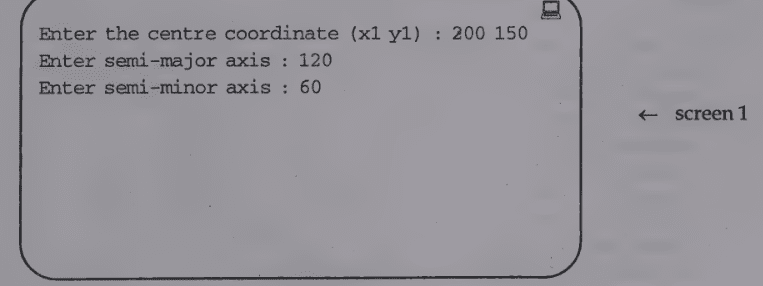 Enter the centre coordinate (x1 y1) : 200 150
Enter semi-major axis : 120
Enter semi-minor axis : 60
← screen 1